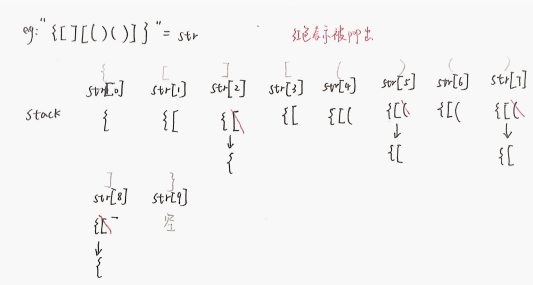 eg:"{[][()()]}"=str
红色表示被pop出
{ [ ] [ ( ) ( )
str[0] str[1] str[2] str[3] str[4] str[5] str[6] str[7]
stack { {[ {[ {[ {[( {[( {[( {[(
{ {[ {[
] }
str[8] str[9]
{[ 空
{